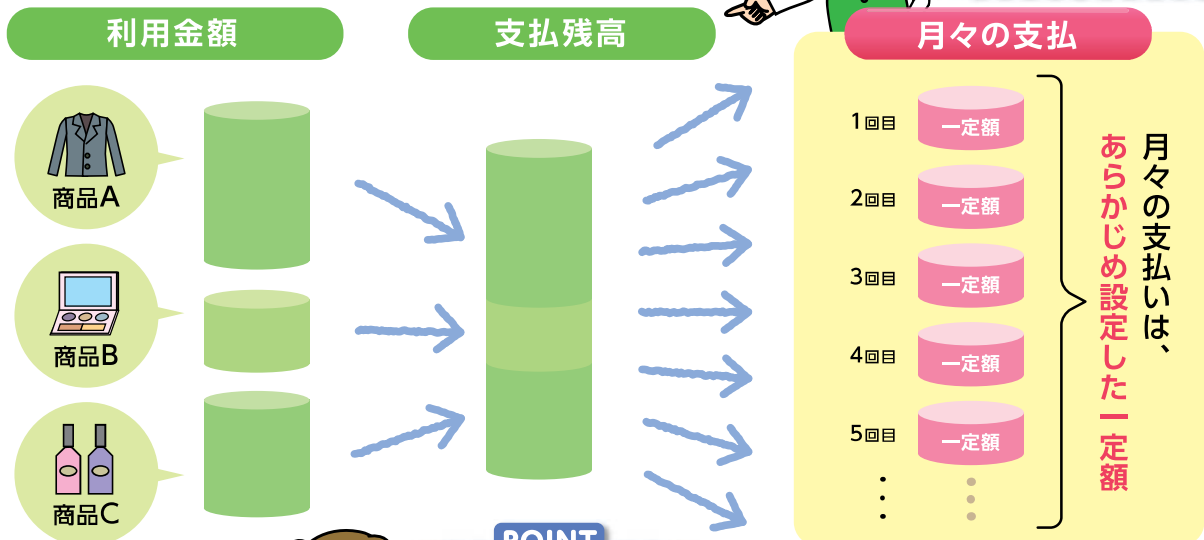 利用金額
支払残高
月々の支払
商品A
商品B
商品C
1回目
一定額
2回目
一定額
3回目
一定額
4回目
一定額
5回目
一定額
月々の支払いは、
あらかじめ設定した一定額
POINT